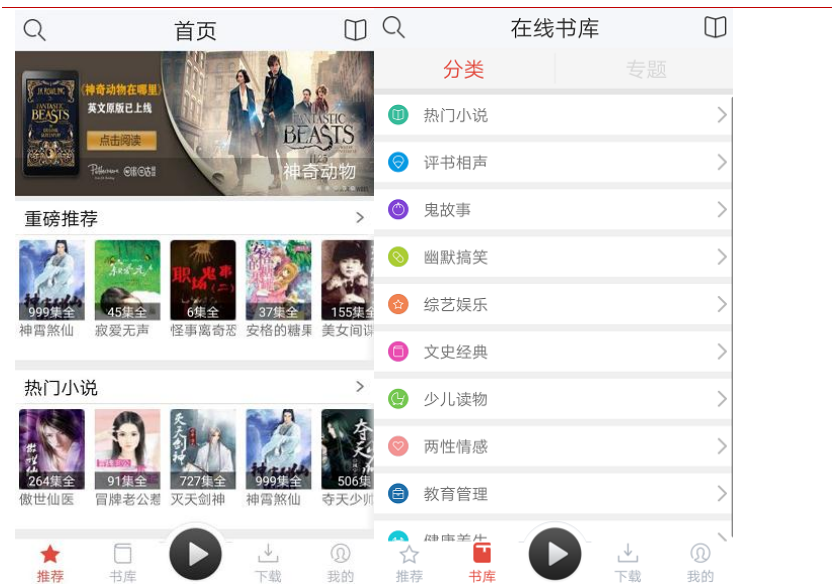 首页
《神奇动物在哪里》
英文原版已上线
点击阅读
J.K. ROWLING
FANTASTIC
BEASTS
FANTASTIC
BEASTS
神奇动物
重磅推荐
999集全
45集全
6集全
37集全
155集全
神霄煞仙
寂爱无声
怪事离奇恐
安格的糖果
美女间谍
热门小说
264集全
91集全
727集全
999集全
506集
傲世仙医
冒牌老公惹
灭天剑神
神霄煞仙
夺天少帅
推荐
书库
下载
我的
在线书库
分类
专题
热门小说
评书相声
鬼故事
幽默搞笑
综艺娱乐
文史经典
少儿读物
两性情感
教育管理
健康养生
推荐
书库
下载
我的